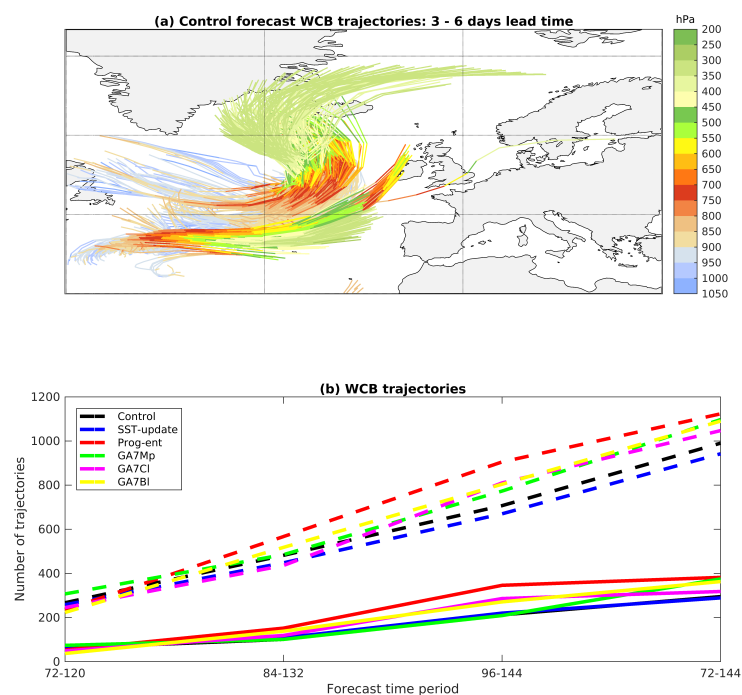 (a) Control forecast WCB trajectories: 3 - 6 days lead time
hPa
200
250
300
350
400
450
500
550
600
650
700
750
800
850
900
950
1000
1050
(b) WCB trajectories
1200
1000
800
600
400
200
0
Number of trajectories
Control
SST-update
Prog-ent
GA7Mp
GA7Cl
GA7Bl
72-120
84-132
96-144
72-144
Forecast time period